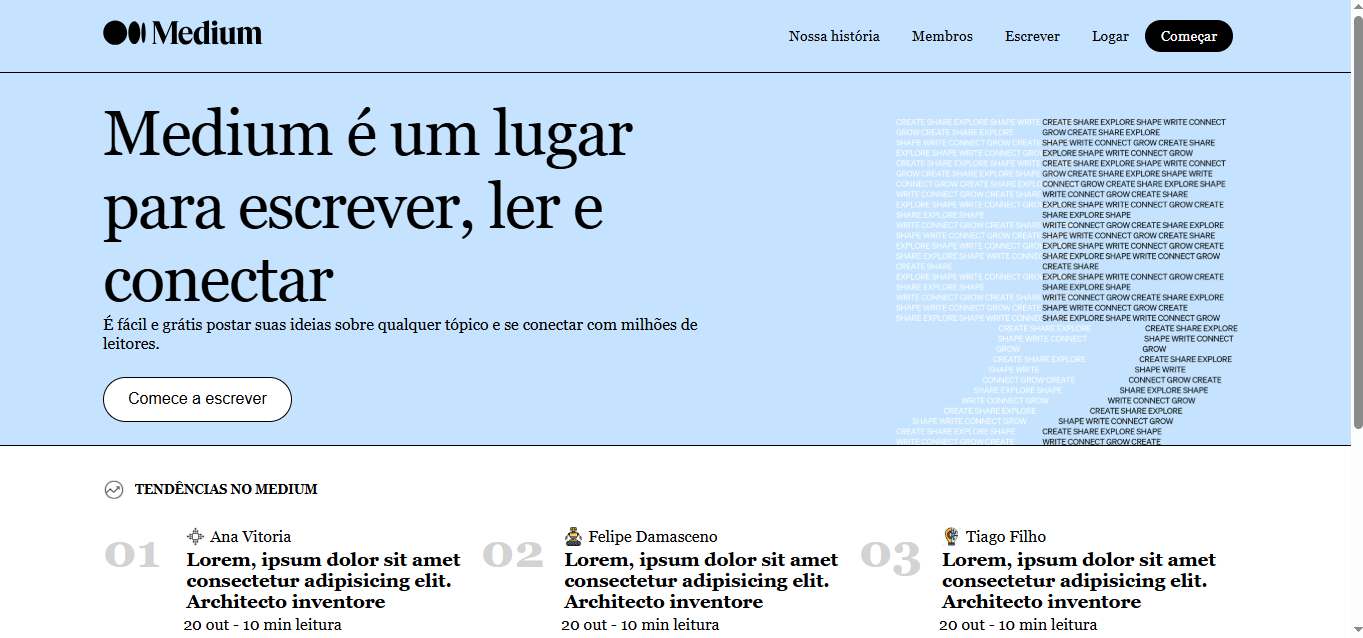 Medium
Nossa história
Membros
Escrever
Logar
Começar
Medium é um lugar
para escrever, ler e
conectar
É fácil e grátis postar suas ideias sobre qualquer tópico e se conectar com milhões de
leitores.
Comece a escrever
CREATE SHARE EXPLORE SHAPE WRITE CONNECT
GROW CREATE SHARE EXPLORE
SHAPE WRITE CONNECT GROW CREATE SHARE
EXPLORE SHAPE WRITE CONNECT GROW
CREATE SHARE EXPLORE SHAPE WRITE CONNECT
GROW CREATE SHARE EXPLORE SHAPE WRITE
CONNECT GROW CREATE SHARE EXPLORE SHAPE
WRITE CONNECT GROW CREATE SHARE
EXPLORE SHAPE WRITE CONNECT GROW CREATE
SHARE EXPLORE SHAPE
WRITE CONNECT GROW CREATE SHARE EXPLORE
SHAPE WRITE CONNECT GROW CREATE SHARE
EXPLORE SHAPE WRITE CONNECT GROW CREATE
SHARE EXPLORE SHAPE WRITE CONNECT GROW
CREATE SHARE
EXPLORE SHAPE WRITE CONNECT GROW CREATE
SHARE EXPLORE SHAPE
WRITE CONNECT GROW CREATE SHARE EXPLORE
SHAPE WRITE CONNECT GROW CREATE
SHARE EXPLORE SHAPE WRITE CONNECT GROW
CREATE SHARE EXPLORE
SHAPE WRITE CONNECT
GROW
CREATE SHARE EXPLORE
SHAPE WRITE
CONNECT GROW CREATE
SHARE EXPLORE SHAPE
WRITE CONNECT GROW
CREATE SHARE EXPLORE
SHAPE WRITE CONNECT GROW
CREATE SHARE EXPLORE SHAPE
WRITE CONNECT GROW CREATE
TENDÊNCIAS NO MEDIUM
01
Ana Vitoria
Lorem, ipsum dolor sit amet
consectetur adipisicing elit.
Architecto inventore
20 out - 10 min leitura
02
Felipe Damasceno
Lorem, ipsum dolor sit amet
consectetur adipisicing elit.
Architecto inventore
20 out - 10 min leitura
03
Tiago Filho
Lorem, ipsum dolor sit amet
consectetur adipisicing elit.
Architecto inventore
20 out - 10 min leitura